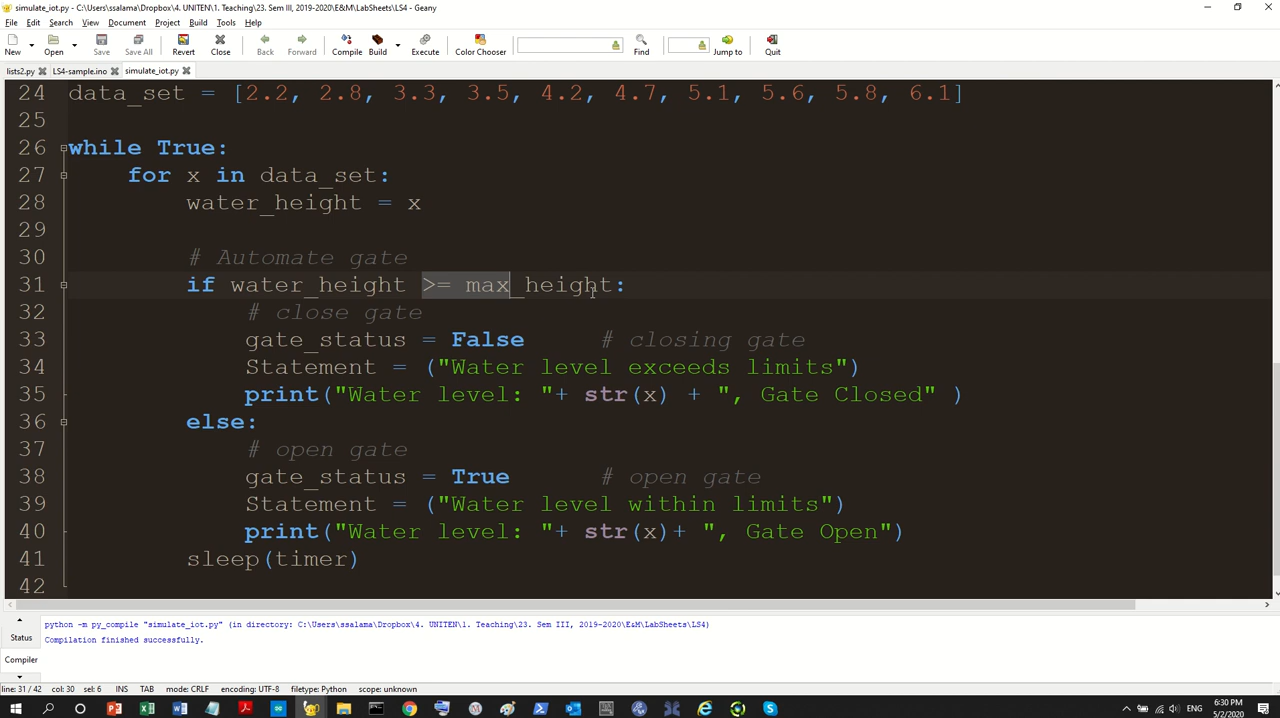 simulate_iot.py - C:\Users\ssalama\Dropbox\4. UNITEN\1. Teaching\23. Sem III, 2019-2020\E&M\LabSheets\LS4 - Geany
File Edit Search View Document Project Build Tools Help
New Open Save Save All Revert Close Back Forward Compile Build Execute Color Chooser Find Jump to Quit
lists2.py LS4-sample.ino simulate_iot.py
24 data_set = [2.2, 2.8, 3.3, 3.5, 4.2, 4.7, 5.1, 5.6, 5.8, 6.1]
25
26 while True:
27 for x in data_set:
28 water_height = x
29
30 # Automate gate
31 if water_height >= max_height:
32 # close gate
33 gate_status = False # closing gate
34 Statement = ("Water level exceeds limits")
35 print("Water level: "+ str(x) + ", Gate Closed" )
36 else:
37 # open gate
38 gate_status = True # open gate
39 Statement = ("Water level within limits")
40 print("Water level: "+ str(x)+ ", Gate Open")
41 sleep(timer)
42
Status
Compiler
python -m py_compile "simulate_iot.py" (in directory: C:\Users\ssalama\Dropbox\4. UNITEN\1. Teaching\23. Sem III, 2019-2020\E&M\LabSheets\LS4)
Compilation finished successfully.
line: 31 / 42 col: 30 sel: 6 INS TAB mode: CRLF encoding: UTF-8 filetype: Python scope: unknown
ENG
6:30 PM
5/2/2020